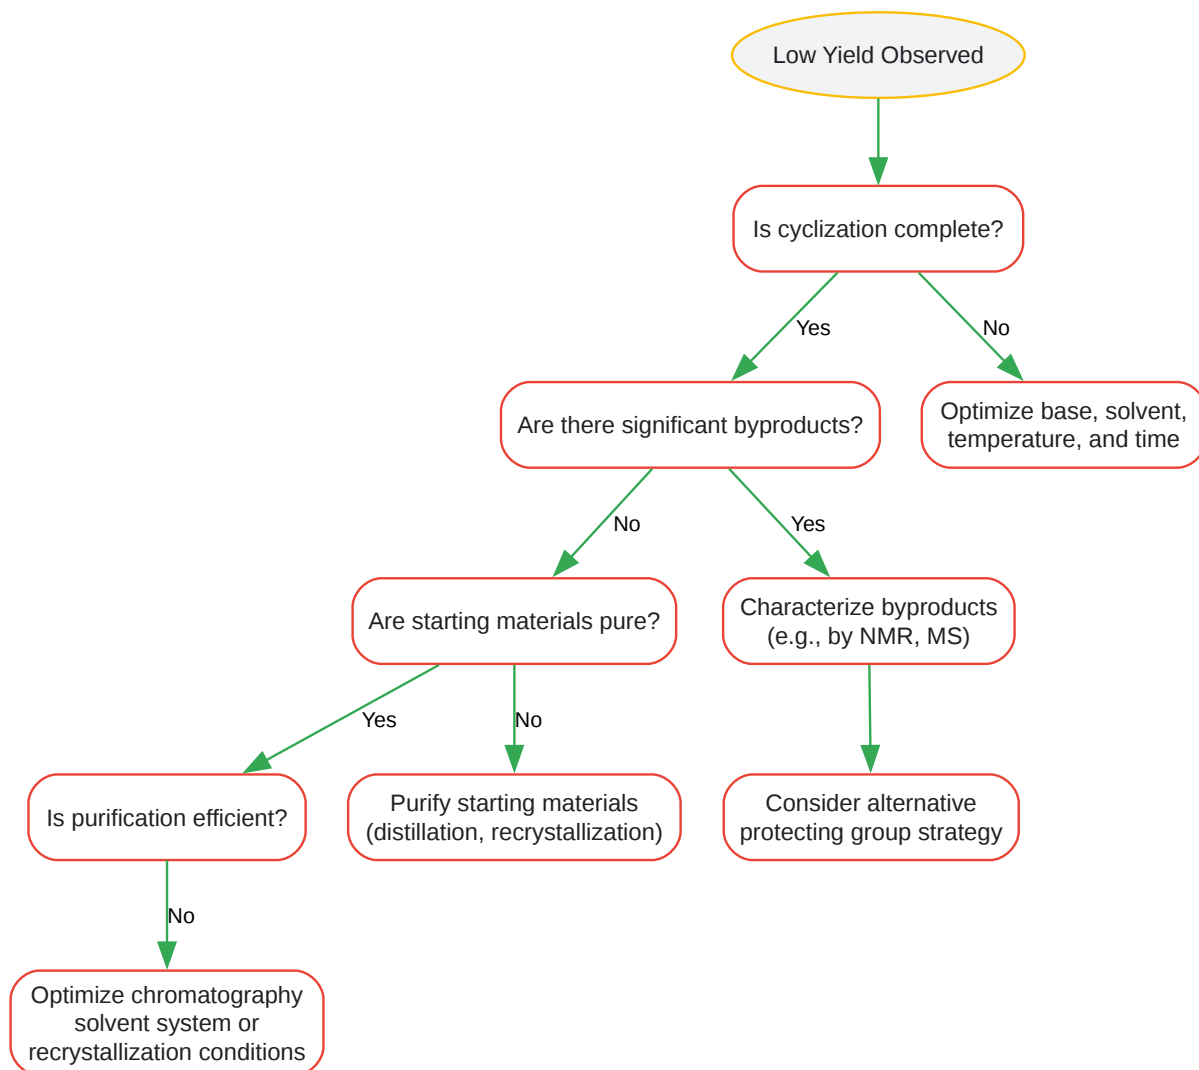 Low Yield Observed
Is cyclization complete?
Yes
No
Are there significant byproducts?
Optimize base, solvent,
temperature, and time
No
Yes
Are starting materials pure?
Characterize byproducts
(e.g., by NMR, MS)
Yes
No
Is purification efficient?
Purify starting materials
(distillation, recrystallization)
Consider alternative
protecting group strategy
No
Optimize chromatography
solvent system or
recrystallization conditions